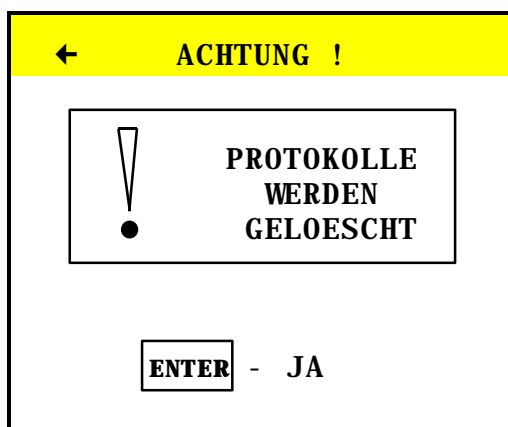 ← ACHTUNG !
PROTOKOLLE
WERDEN
GELOESCHT
ENTER - JA